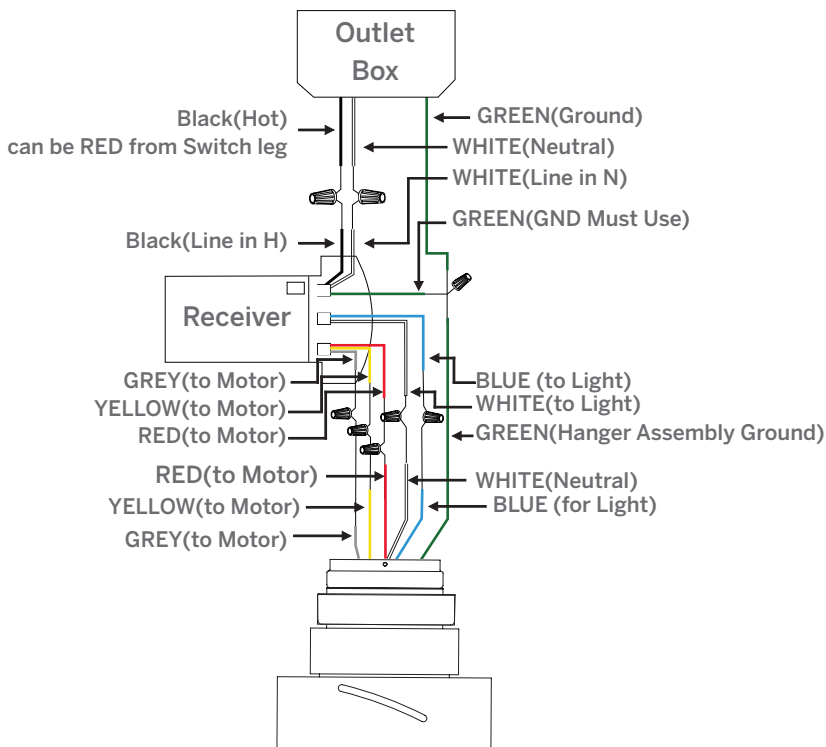 Outlet
Box
Black(Hot)
can be RED from Switch leg
GREEN(Ground)
WHITE(Neutral)
WHITE(Line in N)
GREEN(GND Must Use)
Black(Line in H)
Receiver
GREY(to Motor)
YELLOW(to Motor)
RED(to Motor)
BLUE (to Light)
WHITE(to Light)
GREEN(Hanger Assembly Ground)
RED(to Motor)
YELLOW(to Motor)
GREY(to Motor)
WHITE(Neutral)
BLUE (for Light)